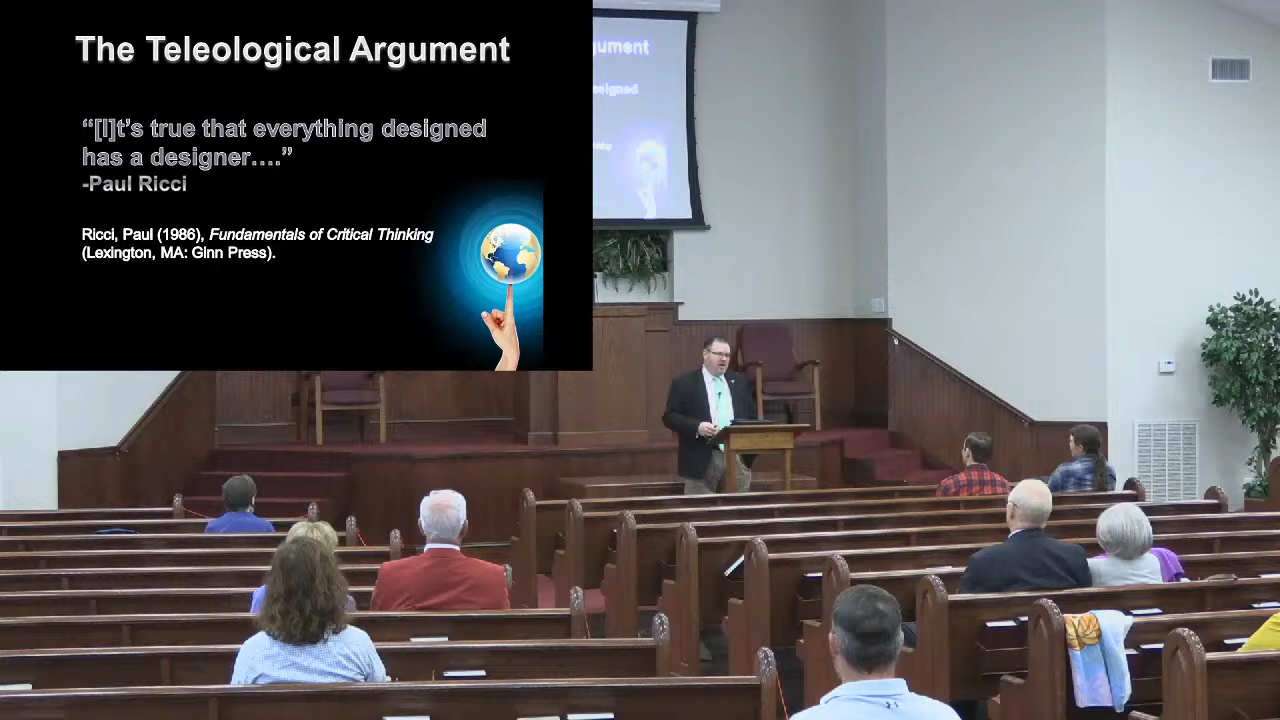 The Teleological Argument
“[I]t’s true that everything designed
has a designer….”
-Paul Ricci
Ricci, Paul (1986), Fundamentals of Critical Thinking
(Lexington, MA: Ginn Press).
gument
esigned